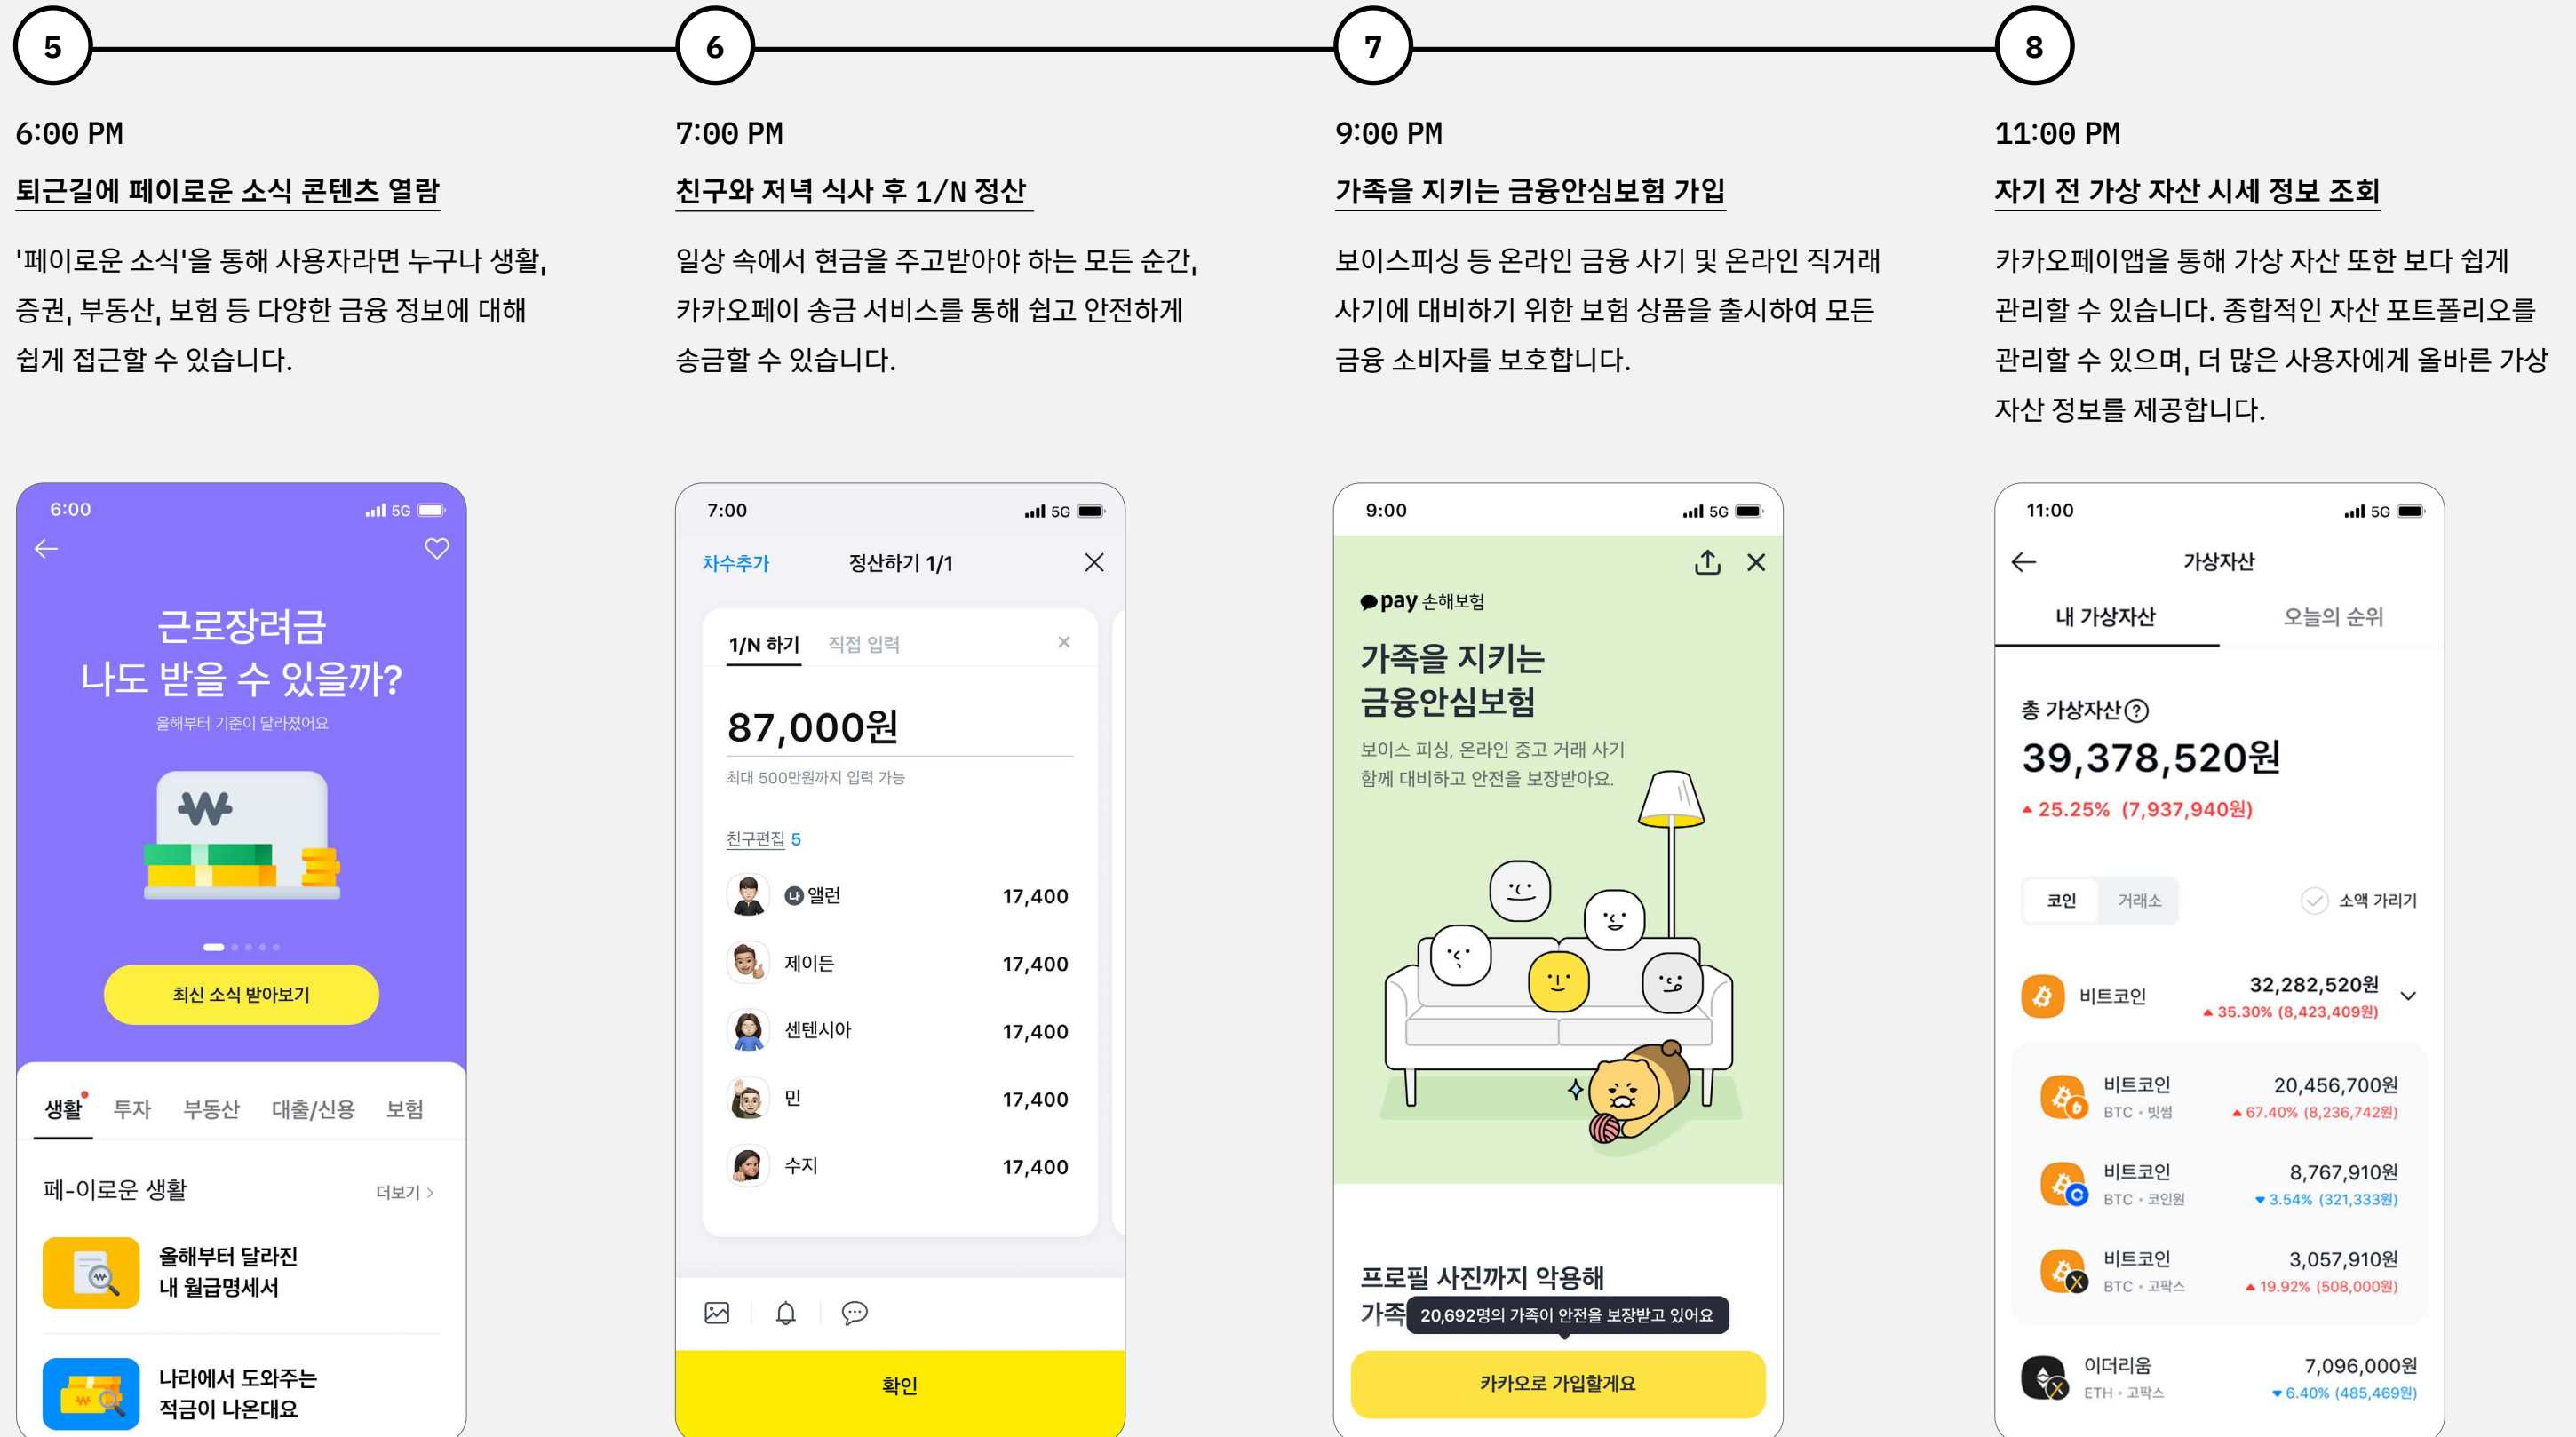 5
6:00 PM
퇴근길에 페이로운 소식 콘텐츠 열람
'페이로운 소식'을 통해 사용자라면 누구나 생활,
증권, 부동산, 보험 등 다양한 금융 정보에 대해
쉽게 접근할 수 있습니다.
6:00
5G
근로장려금
나도 받을 수 있을까?
올해부터 기준이 달라졌어요
최신 소식 받아보기
생활 투자 부동산 대출/신용 보험
페-이로운 생활 더보기 >
올해부터 달라진
내 월급명세서
나라에서 도와주는
적금이 나온대요
6
7:00 PM
친구와 저녁 식사 후 1/N 정산
일상 속에서 현금을 주고받아야 하는 모든 순간,
카카오페이 송금 서비스를 통해 쉽고 안전하게
송금할 수 있습니다.
7:00
5G
차수추가 정산하기 1/1
1/N 하기 직접 입력
87,000원
최대 500만원까지 입력 가능
친구편집 5
나 앨런 17,400
제이든 17,400
센텐시아 17,400
민 17,400
수지 17,400
확인
7
9:00 PM
가족을 지키는 금융안심보험 가입
보이스피싱 등 온라인 금융 사기 및 온라인 직거래
사기에 대비하기 위한 보험 상품을 출시하여 모든
금융 소비자를 보호합니다.
9:00
5G
pay 손해보험
가족을 지키는
금융안심보험
보이스 피싱, 온라인 중고 거래 사기
함께 대비하고 안전을 보장받아요.
프로필 사진까지 악용해
가족
20,692명의 가족이 안전을 보장받고 있어요
카카오로 가입할게요
8
11:00 PM
자기 전 가상 자산 시세 정보 조회
카카오페이앱을 통해 가상 자산 또한 보다 쉽게
관리할 수 있습니다. 종합적인 자산 포트폴리오를
관리할 수 있으며, 더 많은 사용자에게 올바른 가상
자산 정보를 제공합니다.
11:00
5G
가상자산
내 가상자산 오늘의 순위
총 가상자산 ?
39,378,520원
▲ 25.25% (7,937,940원)
코인 거래소 소액 가리기
비트코인 32,282,520원
▲ 35.30% (8,423,409원)
비트코인 20,456,700원
BTC • 빗썸 ▲ 67.40% (8,236,742원)
비트코인 8,767,910원
BTC • 코인원 ▼ 3.54% (321,333원)
비트코인 3,057,910원
BTC • 고팍스 ▲ 19.92% (508,000원)
이더리움 7,096,000원
ETH • 고팍스 ▼ 6.40% (485,469원)